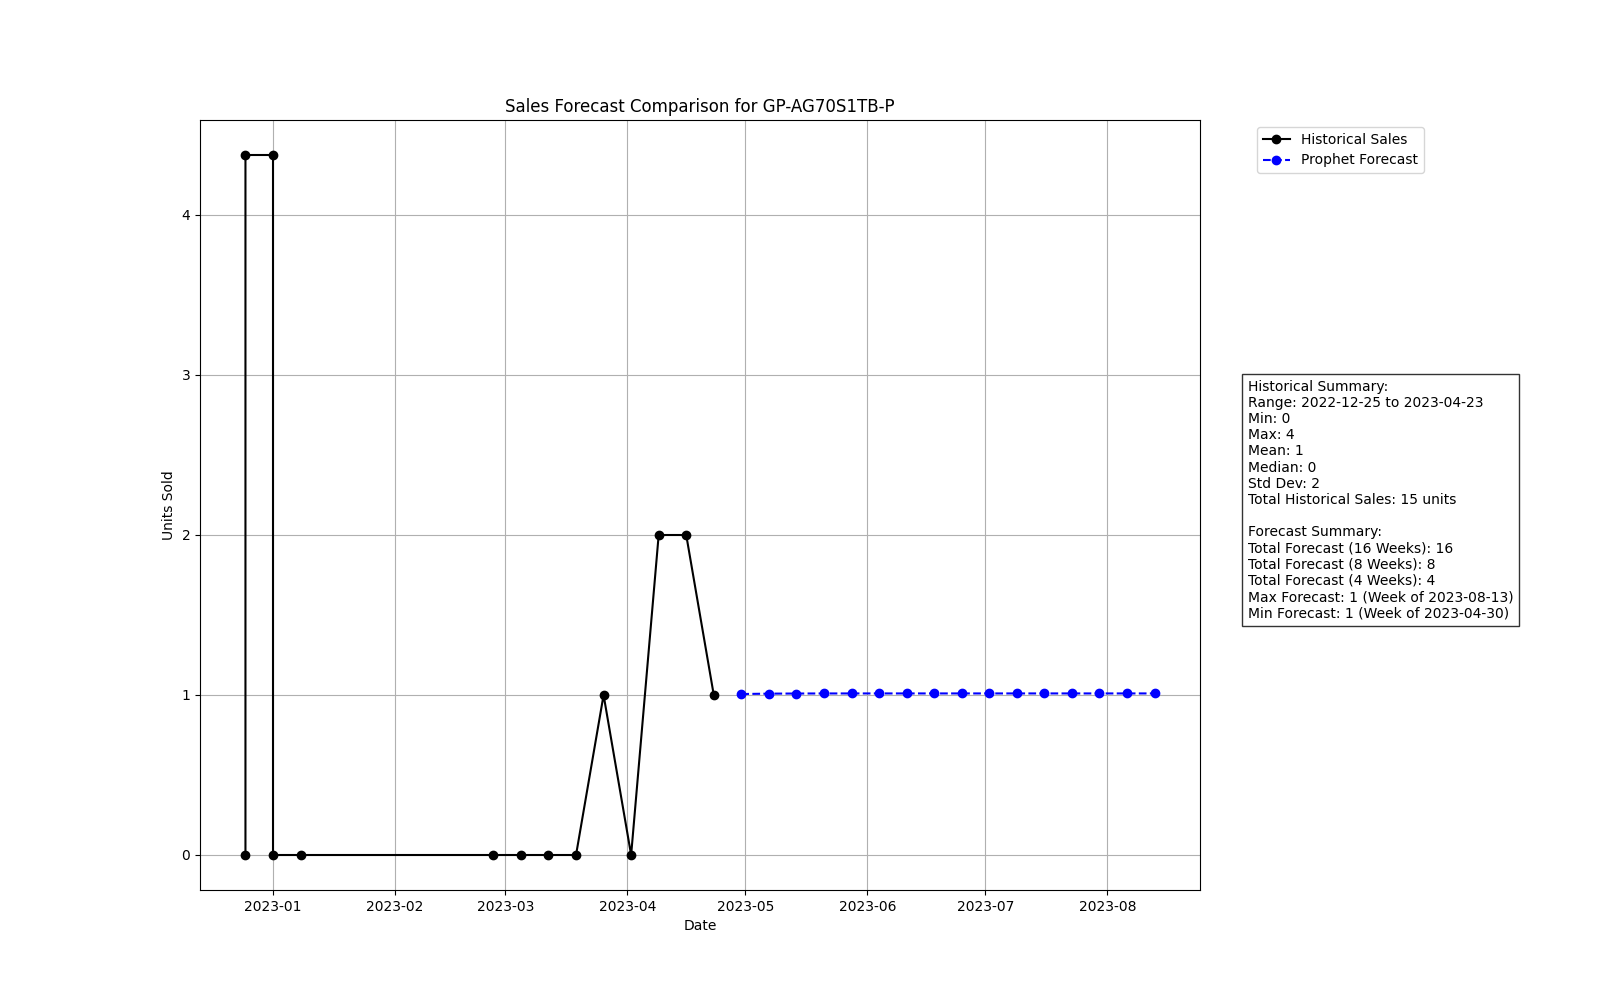 Sales Forecast Comparison for GP-AG70S1TB-P
Historical Sales
Prophet Forecast
4
3
2
1
0
Units Sold
2023-01
2023-02
2023-03
2023-04
2023-05
2023-06
2023-07
2023-08
Date
Historical Summary:
Range: 2022-12-25 to 2023-04-23
Min: 0
Max: 4
Mean: 1
Median: 0
Std Dev: 2
Total Historical Sales: 15 units
Forecast Summary:
Total Forecast (16 Weeks): 16
Total Forecast (8 Weeks): 8
Total Forecast (4 Weeks): 4
Max Forecast: 1 (Week of 2023-08-13)
Min Forecast: 1 (Week of 2023-04-30)